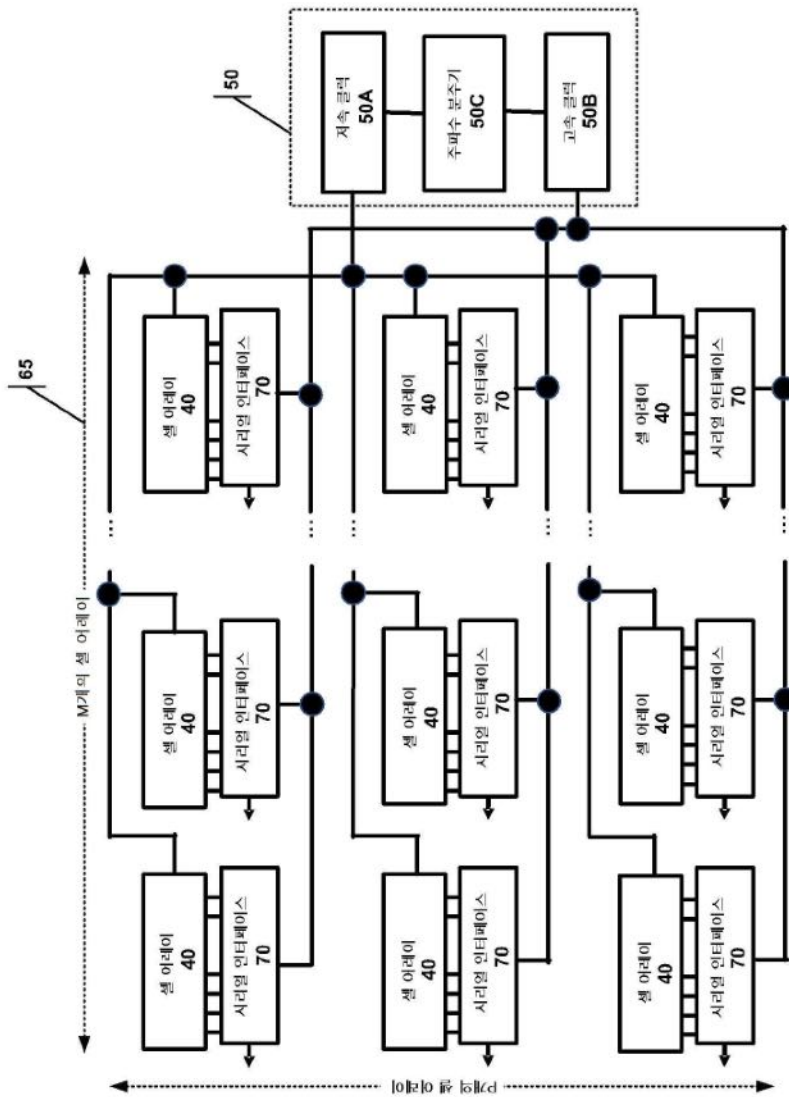 50
저속 클럭
50A
주파수 분주기
50C
고속 클럭
50B
65
M개의 셀 어레이
셀 어레이
40
시리얼 인터페이스
70
셀 어레이
40
시리얼 인터페이스
70
...
...
셀 어레이
40
시리얼 인터페이스
70
셀 어레이
40
시리얼 인터페이스
70
셀 어레이
40
시리얼 인터페이스
70
...
...
셀 어레이
40
시리얼 인터페이스
70
셀 어레이
40
시리얼 인터페이스
70
셀 어레이
40
시리얼 인터페이스
70
...
...
셀 어레이
40
시리얼 인터페이스
70
P개의 셀 어레이